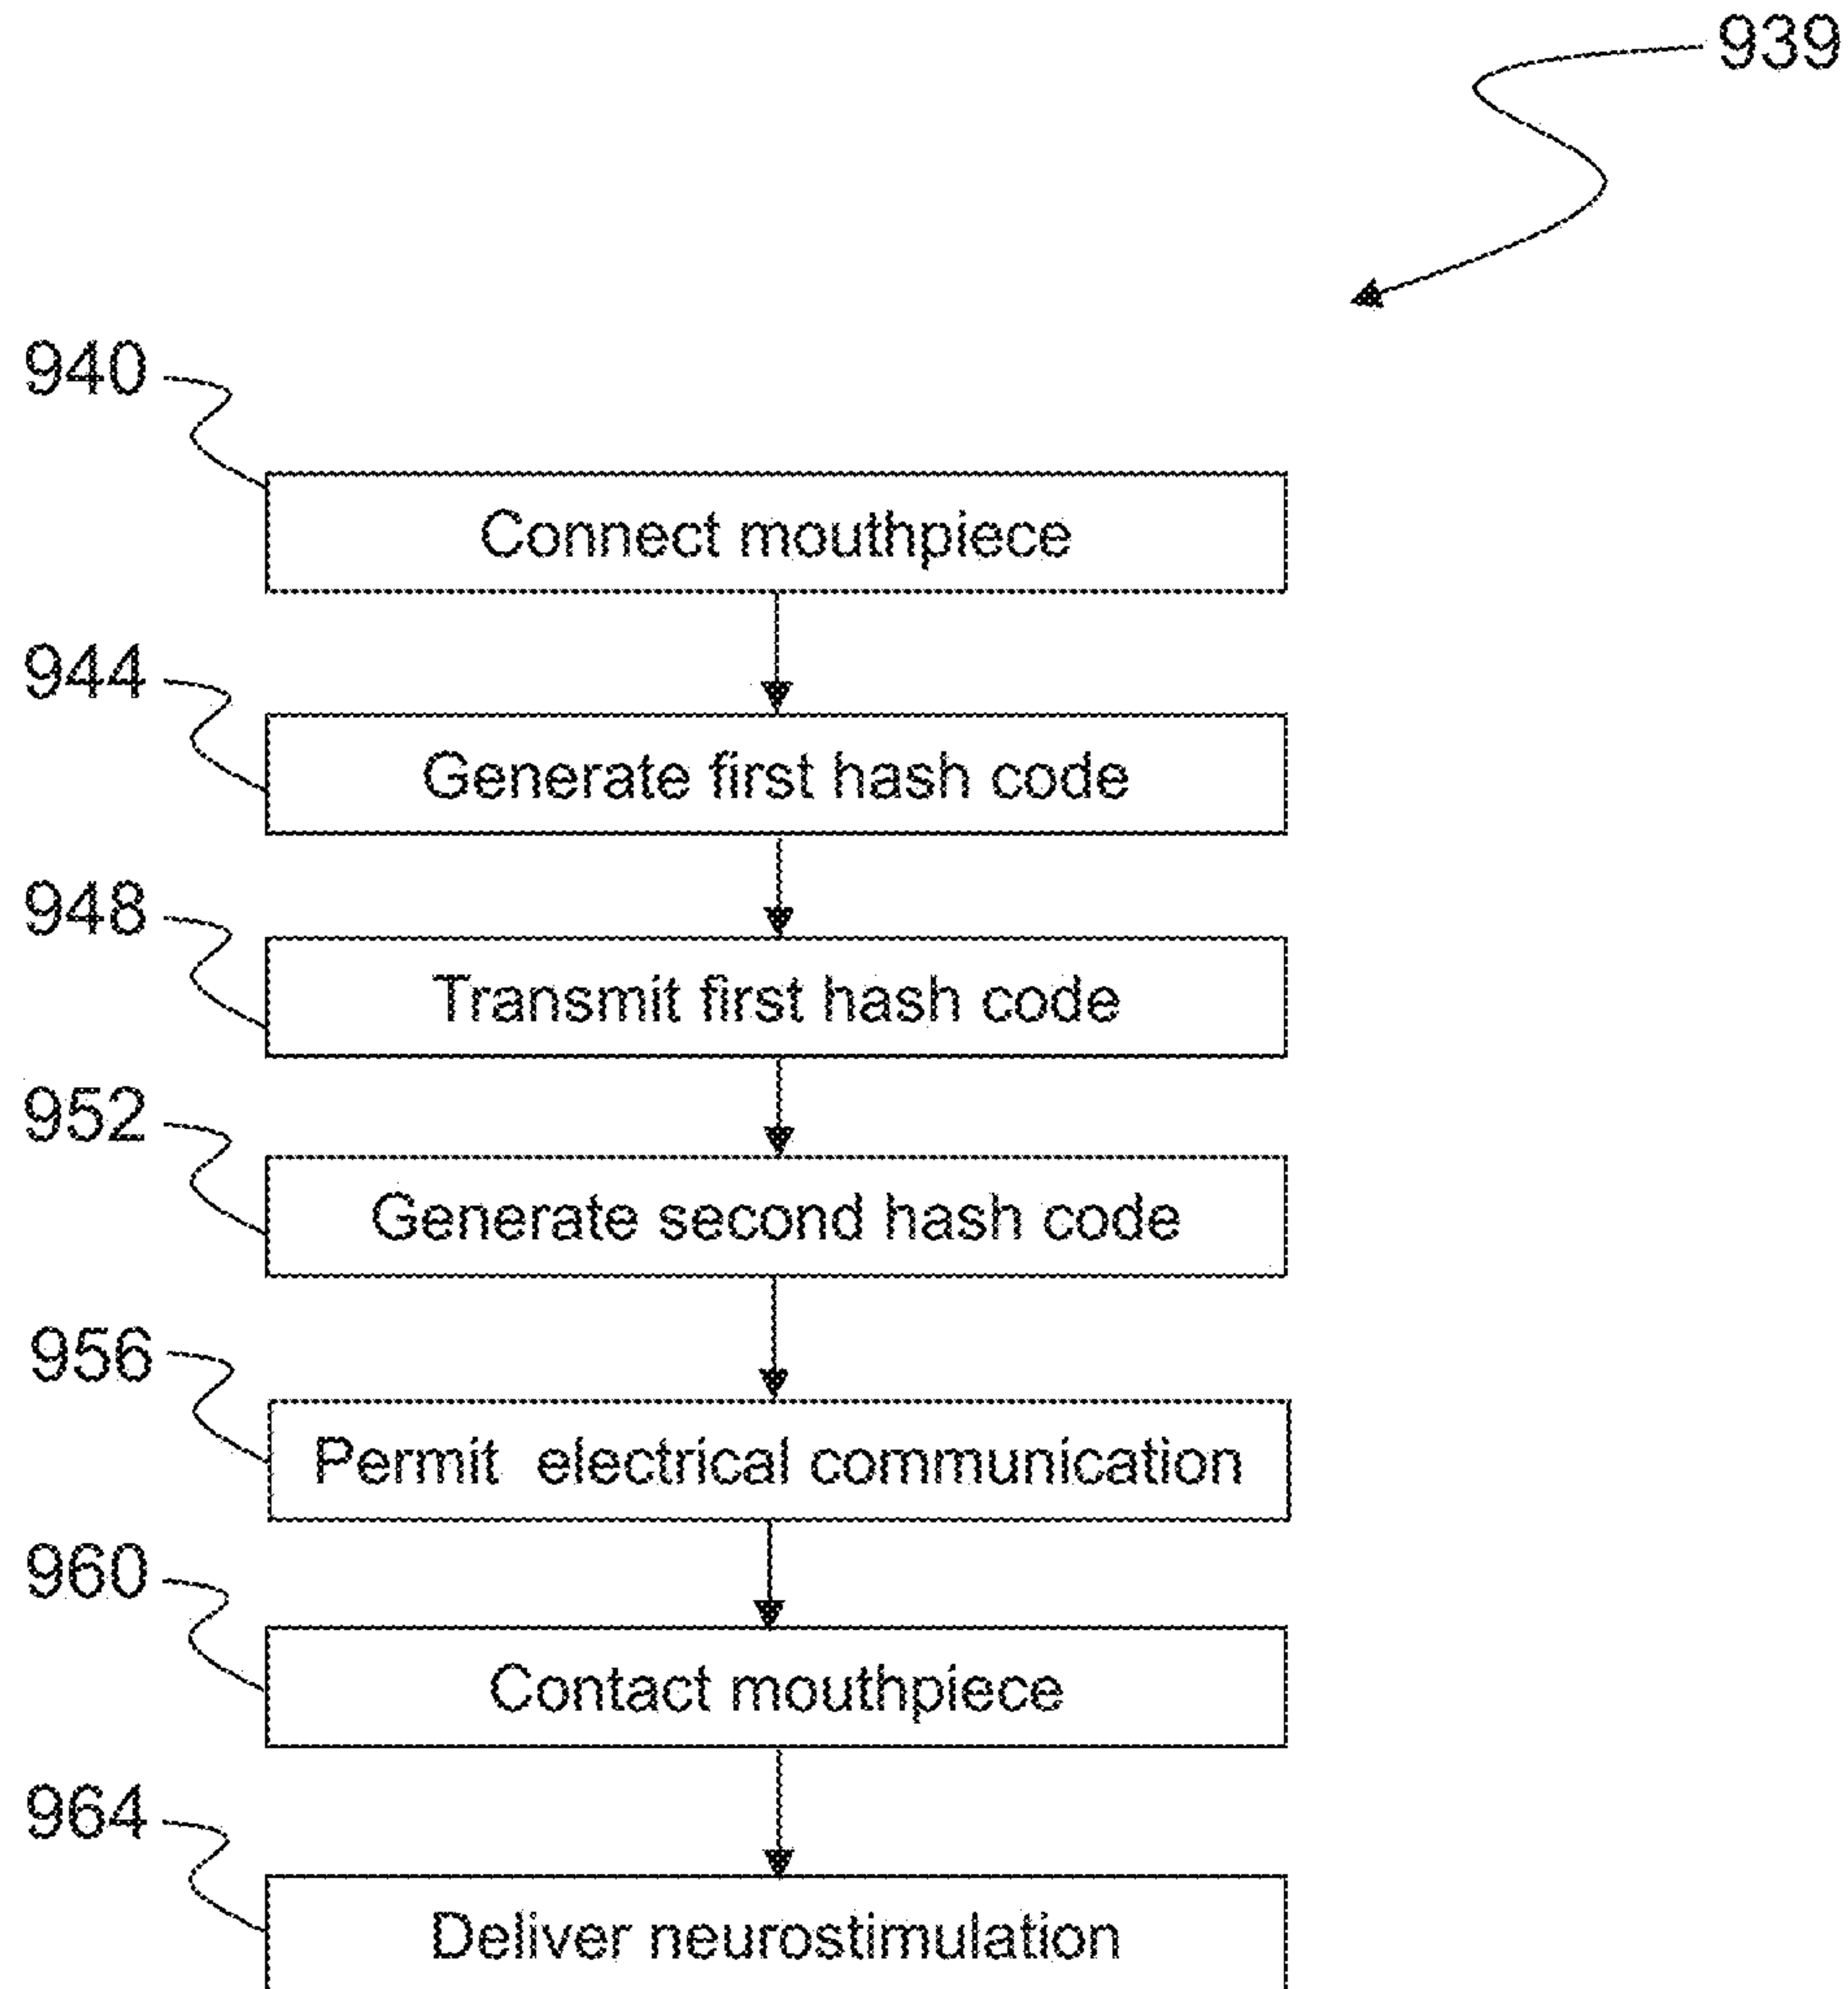 939
940
Connect mouthpiece
944
Generate first hash code
948
Transmit first hash code
952
Generate second hash code
956
Permit electrical communication
960
Contact mouthpiece
964
Deliver neurostimulation